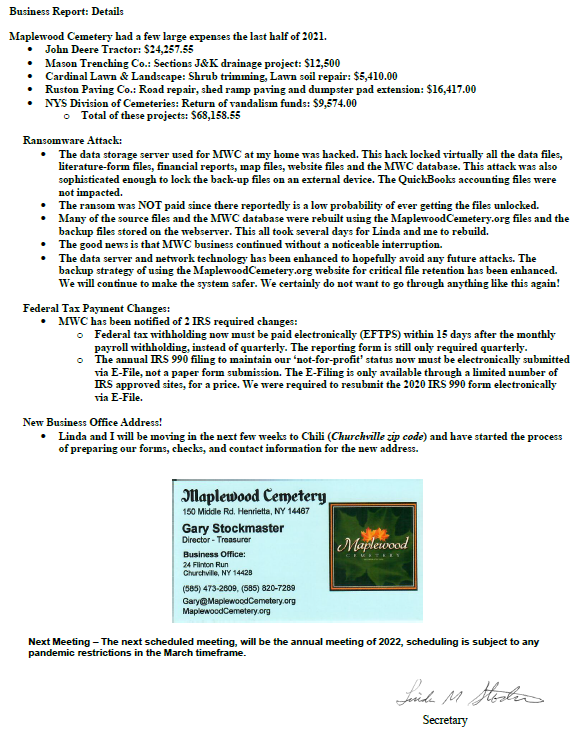 Business Report: Details
Maplewood Cemetery had a few large expenses the last half of 2021.
• John Deere Tractor: $24,257.55
• Mason Trenching Co.: Sections J&K drainage project: $12,500
• Cardinal Lawn & Landscape: Shrub trimming, Lawn soil repair: $5,410.00
• Ruston Paving Co.: Road repair, shed ramp paving and dumpster pad extension: $16,417.00
• NYS Division of Cemeteries: Return of vandalism funds: $9,574.00
o Total of these projects: $68,158.55
Ransomware Attack:
• The data storage server used for MWC at my home was hacked. This hack locked virtually all the data files,
literature-form files, financial reports, map files, website files and the MWC database. This attack was also
sophisticated enough to lock the back-up files on an external device. The QuickBooks accounting files were
not impacted.
• The ransom was NOT paid since there reportedly is a low probability of ever getting the files unlocked.
• Many of the source files and the MWC database were rebuilt using the MaplewoodCemetery.org files and the
backup files stored on the webserver. This all took several days for Linda and me to rebuild.
• The good news is that MWC business continued without a noticeable interruption.
• The data server and network technology has been enhanced to hopefully avoid any future attacks. The
backup strategy of using the MaplewoodCemetery.org website for critical file retention has been enhanced.
We will continue to make the system safer. We certainly do not want to go through anything like this again!
Federal Tax Payment Changes:
• MWC has been notified of 2 IRS required changes:
o Federal tax withholding now must be paid electronically (EFTPS) within 15 days after the monthly
payroll withholding, instead of quarterly. The reporting form is still only required quarterly.
o The annual IRS 990 filing to maintain our ‘not-for-profit’ status now must be electronically submitted
via E-File, not a paper form submission. The E-Filing is only available through a limited number of
IRS approved sites, for a price. We were required to resubmit the 2020 IRS 990 form electronically
via E-File.
New Business Office Address!
• Linda and I will be moving in the next few weeks to Chili (Churchville zip code) and have started the process
of preparing our forms, checks, and contact information for the new address.
Maplewood Cemetery
150 Middle Rd. Henrietta, NY 14467
Gary Stockmaster
Director - Treasurer
Business Office:
24 Flinton Run
Churchville, NY 14428
(585) 473-2809, (585) 820-7289
Gary@MaplewoodCemetery.org
MaplewoodCemetery.org
Maplewood
CEMETERY
Next Meeting – The next scheduled meeting, will be the annual meeting of 2022, scheduling is subject to any
pandemic restrictions in the March timeframe.
Linda M
Secretary